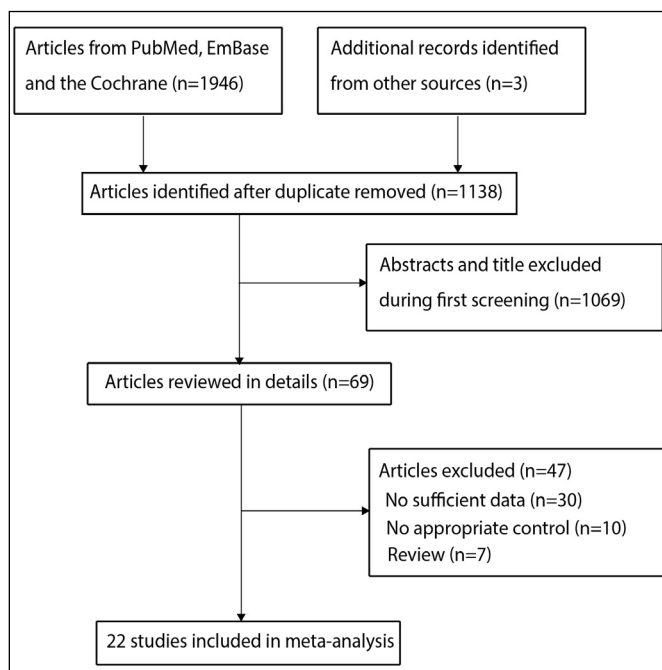 Articles from PubMed, EmBase
and the Cochrane (n=1946)
Additional records identified
from other sources (n=3)
Articles identified after duplicate removed (n=1138)
Abstracts and title excluded
during first screening (n=1069)
Articles reviewed in details (n=69)
Articles excluded (n=47)
No sufficient data (n=30)
No appropriate control (n=10)
Review (n=7)
22 studies included in meta-analysis